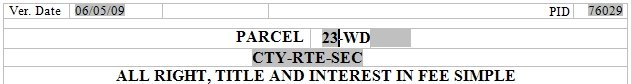 Ver. Date 06/05/09 PID 76029
PARCEL 23-WD
CTY-RTE-SEC
ALL RIGHT, TITLE AND INTEREST IN FEE SIMPLE